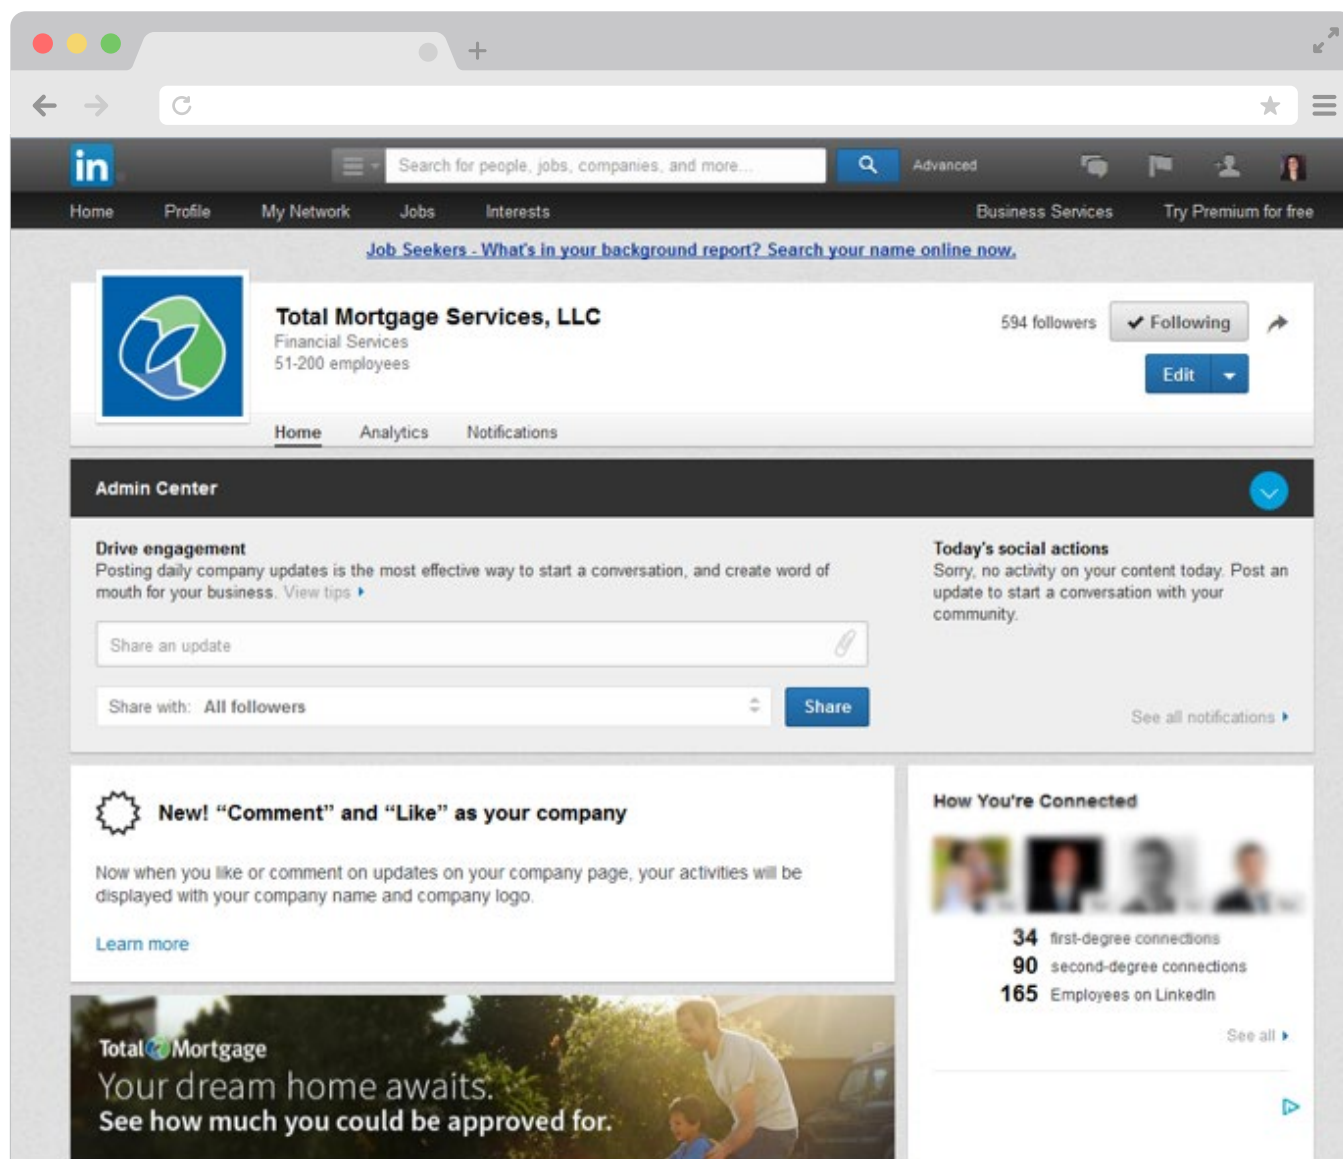 in
Search for people, jobs, companies, and more...
Advanced
Home Profile My Network Jobs Interests Business Services Try Premium for free
Job Seekers - What's in your background report? Search your name online now.
Total Mortgage Services, LLC
Financial Services
51-200 employees
594 followers
Following
Edit
Home Analytics Notifications
Admin Center
Drive engagement
Posting daily company updates is the most effective way to start a conversation, and create word of
mouth for your business. View tips
Share an update
Share with: All followers
Share
Today's social actions
Sorry, no activity on your content today. Post an
update to start a conversation with your
community.
See all notifications
New! “Comment” and “Like” as your company
Now when you like or comment on updates on your company page, your activities will be
displayed with your company name and company logo.
Learn more
How You're Connected
34 first-degree connections
90 second-degree connections
165 Employees on LinkedIn
See all
Total Mortgage
Your dream home awaits.
See how much you could be approved for.